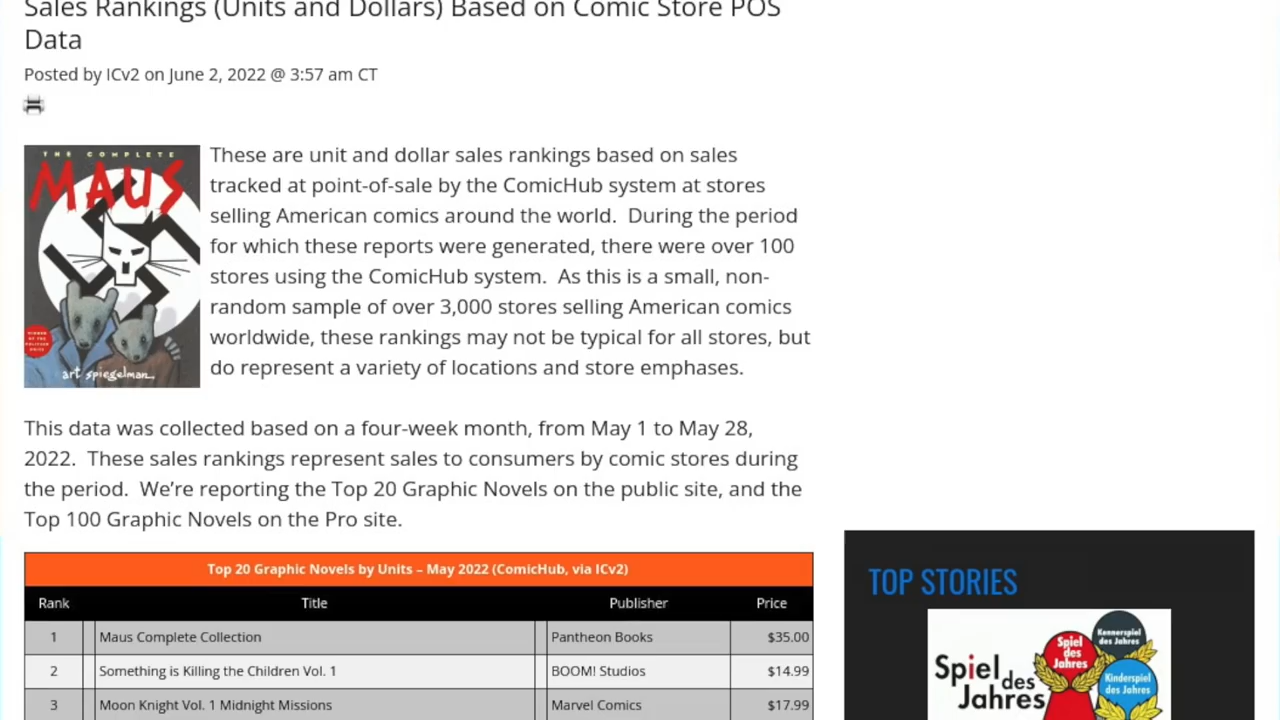 Sales Rankings (Units and Dollars) Based on Comic Store POS
Data
Posted by ICv2 on June 2, 2022 @ 3:57 am CT
THE COMPLETE
MAUS
WINNER OF THE PULITZER PRIZE
art spiegelman
These are unit and dollar sales rankings based on sales
tracked at point-of-sale by the ComicHub system at stores
selling American comics around the world.  During the period
for which these reports were generated, there were over 100
stores using the ComicHub system.  As this is a small, non-
random sample of over 3,000 stores selling American comics
worldwide, these rankings may not be typical for all stores, but
do represent a variety of locations and store emphases.
This data was collected based on a four-week month, from May 1 to May 28,
2022.  These sales rankings represent sales to consumers by comic stores during
the period.  We’re reporting the Top 20 Graphic Novels on the public site, and the
Top 100 Graphic Novels on the Pro site.
Top 20 Graphic Novels by Units – May 2022 (ComicHub, via ICv2)
Rank Title Publisher Price
1 Maus Complete Collection Pantheon Books $35.00
2 Something is Killing the Children Vol. 1 BOOM! Studios $14.99
3 Moon Knight Vol. 1 Midnight Missions Marvel Comics $17.99
TOP STORIES
Spiel des
Jahres
Spiel
des
Jahres
Kennerspiel
des Jahres
Kinderspiel
des Jahres